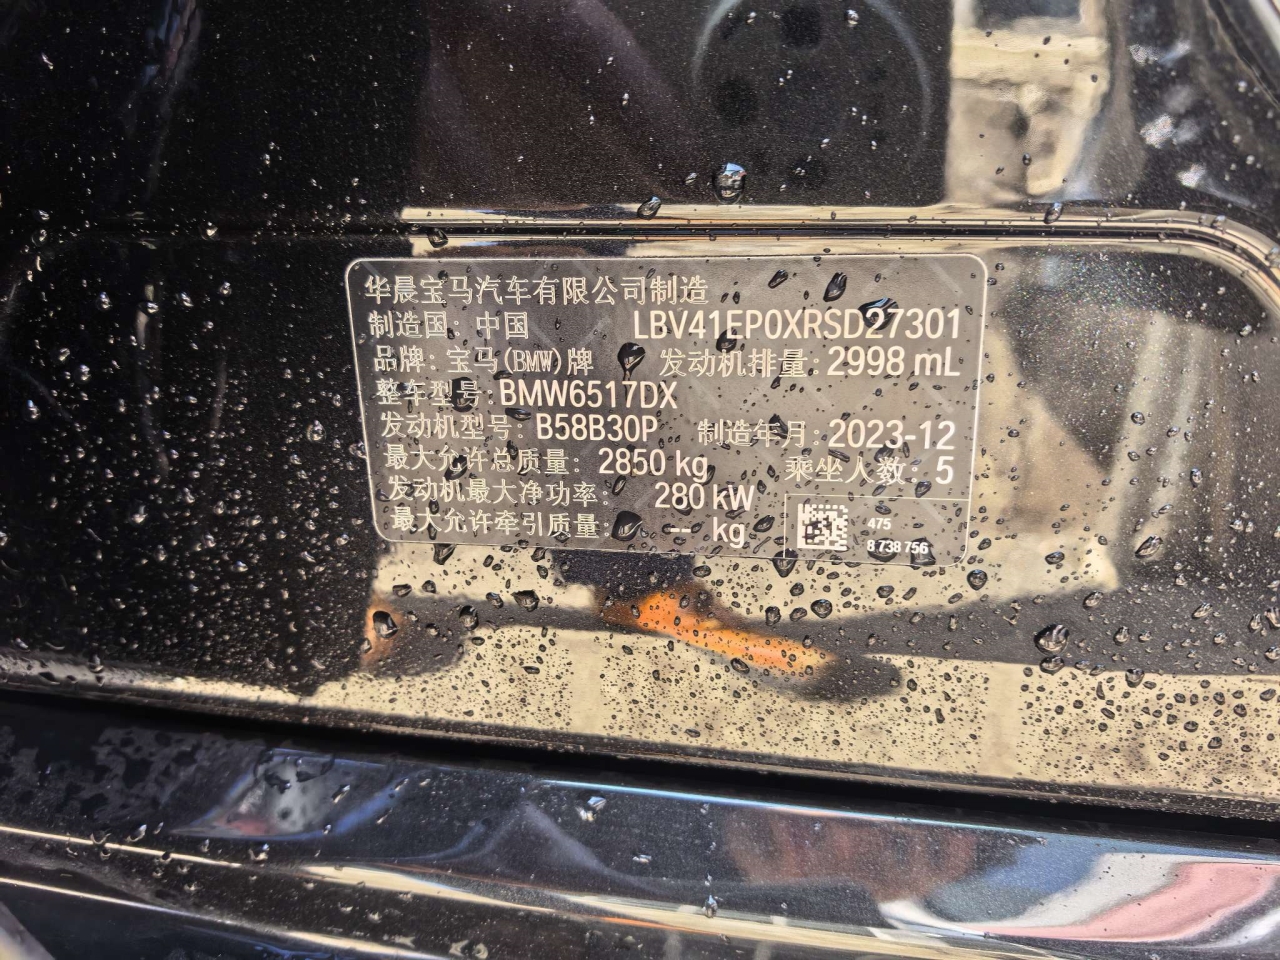 华晨宝马汽车有限公司制造
制造国: 中国 LBV41EP0XRSD27301
品牌: 宝马(BMW)牌 发动机排量: 2998 mL
整车型号: BMW6517DX
发动机型号: B58B30P 制造年月: 2023-12
最大允许总质量: 2850 kg 乘坐人数: 5
发动机最大净功率: 280 kW
最大允许牵引质量: -- kg
475
8 738 756